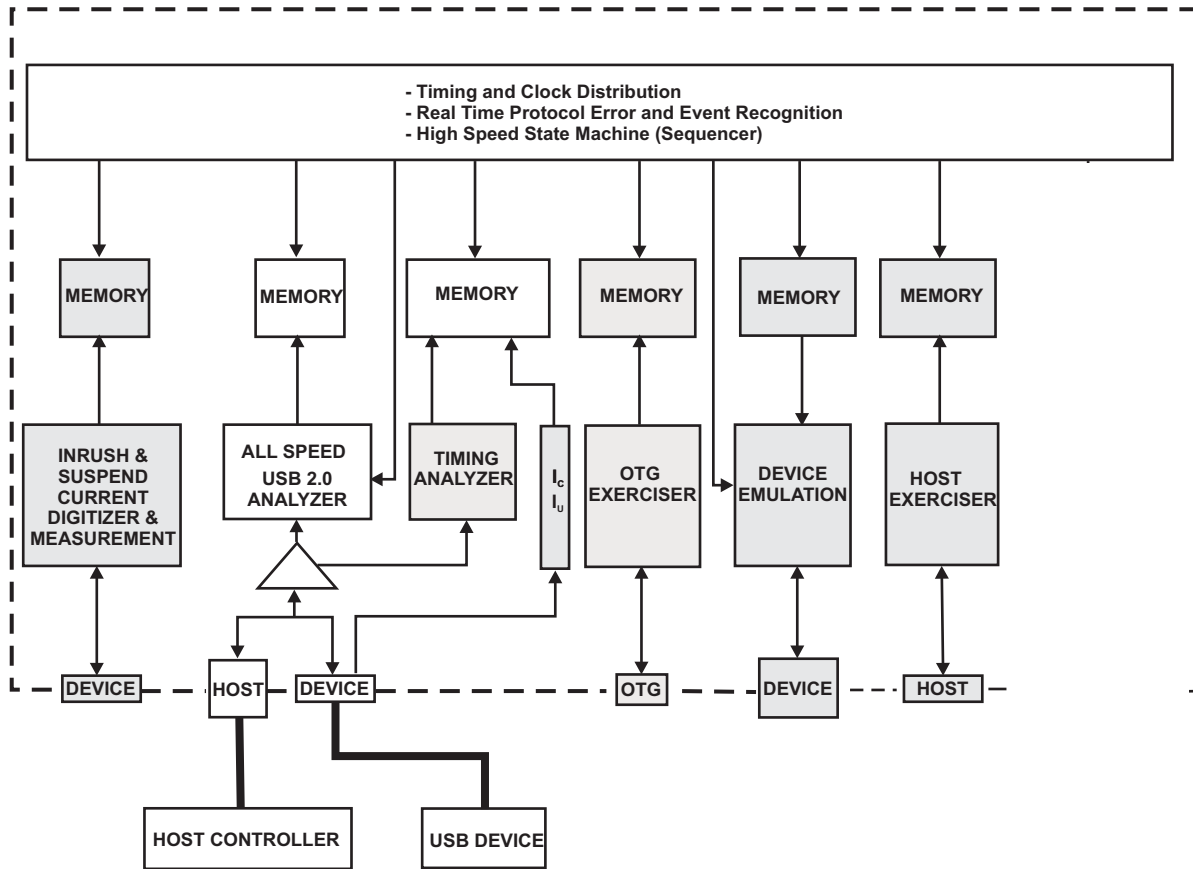 - Timing and Clock Distribution
- Real Time Protocol Error and Event Recognition
- High Speed State Machine (Sequencer)
MEMORY
MEMORY
MEMORY
MEMORY
MEMORY
MEMORY
INRUSH &
SUSPEND
CURRENT
DIGITIZER &
MEASUREMENT
ALL SPEED
USB 2.0
ANALYZER
TIMING
ANALYZER
Ic
IU
OTG
EXERCISER
DEVICE
EMULATION
HOST
EXERCISER
DEVICE
HOST
DEVICE
OTG
DEVICE
HOST
HOST CONTROLLER
USB DEVICE